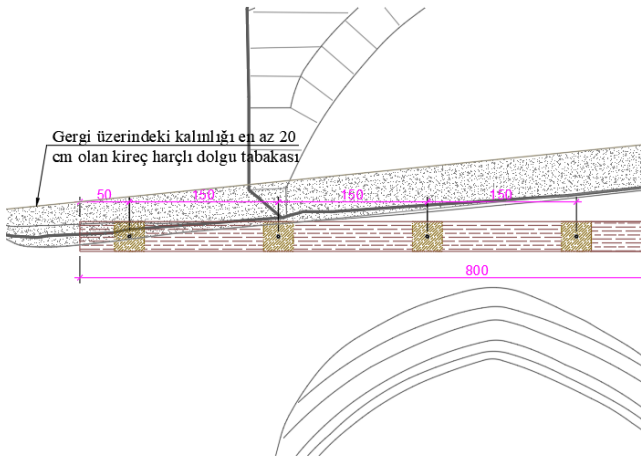 Gergi üzerindeki kalınlığı en az 20
cm olan kireç harçlı dolgu tabakası
50 150 150 150
800